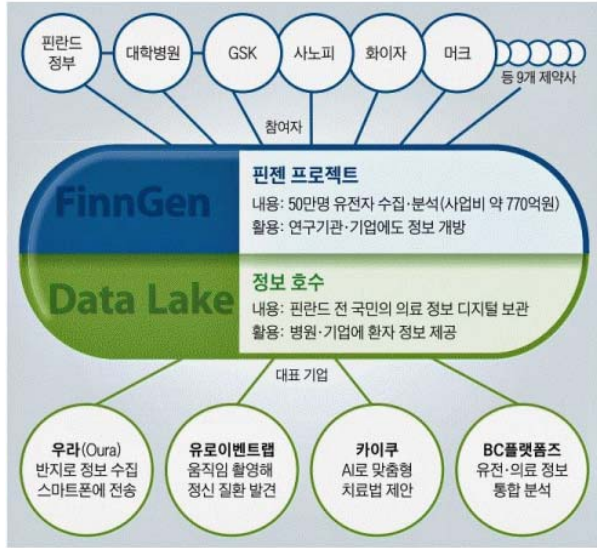 핀란드
정부
대학병원
GSK
사노피
화이자
머크
등 9개 제약사
참여자
FinnGen
핀젠 프로젝트
내용: 50만명 유전자 수집·분석(사업비 약 770억원)
활용: 연구기관·기업에도 정보 개방
Data Lake
정보 호수
내용: 핀란드 전 국민의 의료 정보 디지털 보관
활용: 병원·기업에 환자 정보 제공
대표 기업
우라(Oura)
반지로 정보 수집
스마트폰에 전송
유로이벤트랩
움직임 촬영해
정신 질환 발견
카이쿠
AI로 맞춤형
치료법 제안
BC플랫폼즈
유전·의료 정보
통합 분석